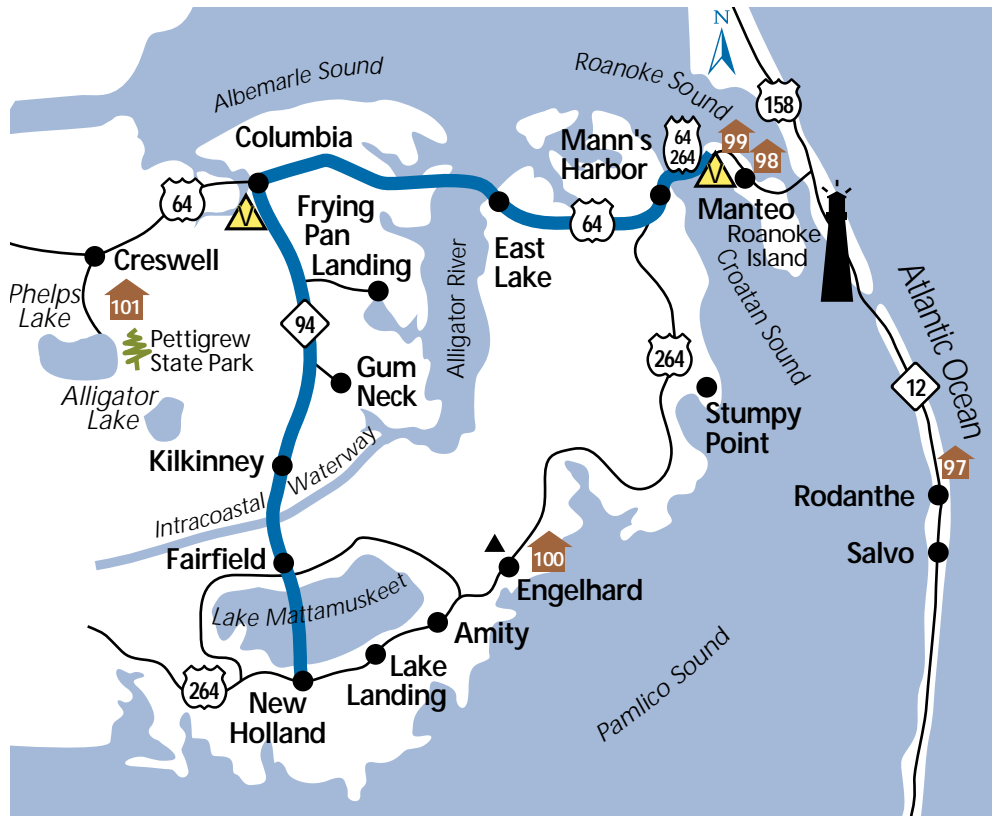 N
Albemarle Sound
Roanoke Sound
158
Columbia
Mann's
Harbor
64
264
99
98
64
V
Frying
Pan
Landing
V
Manteo
Roanoke
Island
64
East
Lake
Creswell
Phelps
Lake
101
Pettigrew
State Park
94
Alligator River
Croatan Sound
Atlantic Ocean
264
12
Gum
Neck
Alligator
Lake
Stumpy
Point
Kilkinney
Intracoastal Waterway
97
Rodanthe
Salvo
Fairfield
100
Engelhard
Lake Mattamuskeet
Amity
Lake
Landing
264
New
Holland
Pamlico Sound